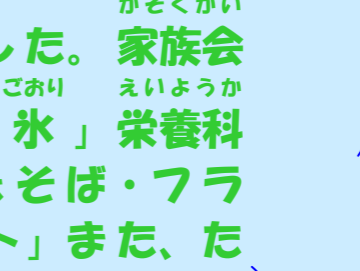 かぞくかい
した。家族会
ごおり えいようか
氷」栄養科
そば・フラ
ト」また、た